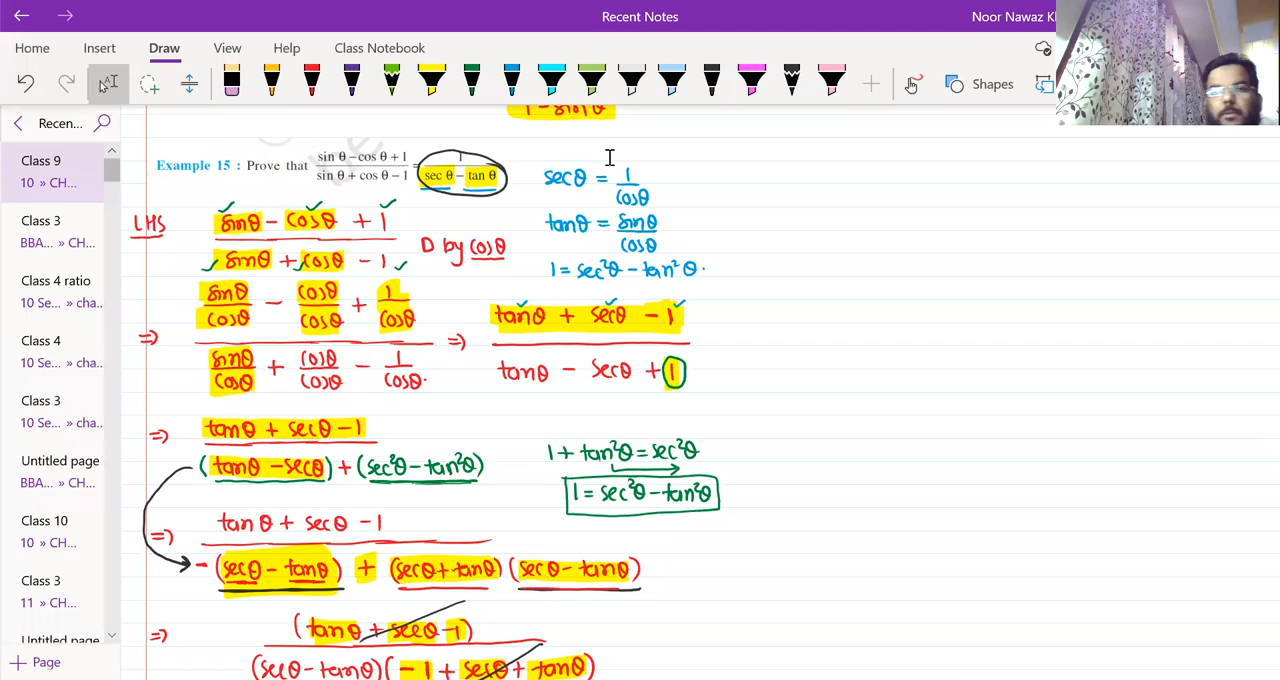 Recent Notes
Noor Nawaz Kh
Home Insert Draw View Help Class Notebook
Shapes
Recen...
Class 9
10 » CH...
Class 3
BBA... » CH...
Class 4 ratio
10 Se... » cha...
Class 4
10 Se... » cha...
Class 3
10 Se... » cha...
Untitled page
BBA... » CH...
Class 10
10 » CH...
Class 3
11 » CH...
Untitled page
+ Page
1 - sinθ
Example 15 : Prove that (sin θ – cos θ + 1)/(sin θ + cos θ – 1) = 1/(sec θ – tan θ)
secθ = 1/cosθ
tanθ = sinθ/cosθ
1 = sec²θ - tan²θ.
LHS (sinθ - cosθ + 1)/(sinθ + cosθ - 1) D by cosθ
=) (sinθ/cosθ - cosθ/cosθ + 1/cosθ)/(sinθ/cosθ + cosθ/cosθ - 1/cosθ.) =) (tanθ + secθ - 1)/(tanθ - secθ + 1)
=) (tanθ + secθ - 1)/((tanθ - secθ) + (sec²θ - tan²θ))
1 + tan²θ = sec²θ
1 = sec²θ - tan²θ
=) (tanθ + secθ - 1)/(-(secθ - tanθ) + (secθ + tanθ)(secθ - tanθ))
=) (tanθ + secθ - 1)/((secθ - tanθ)(-1 + secθ + tanθ))